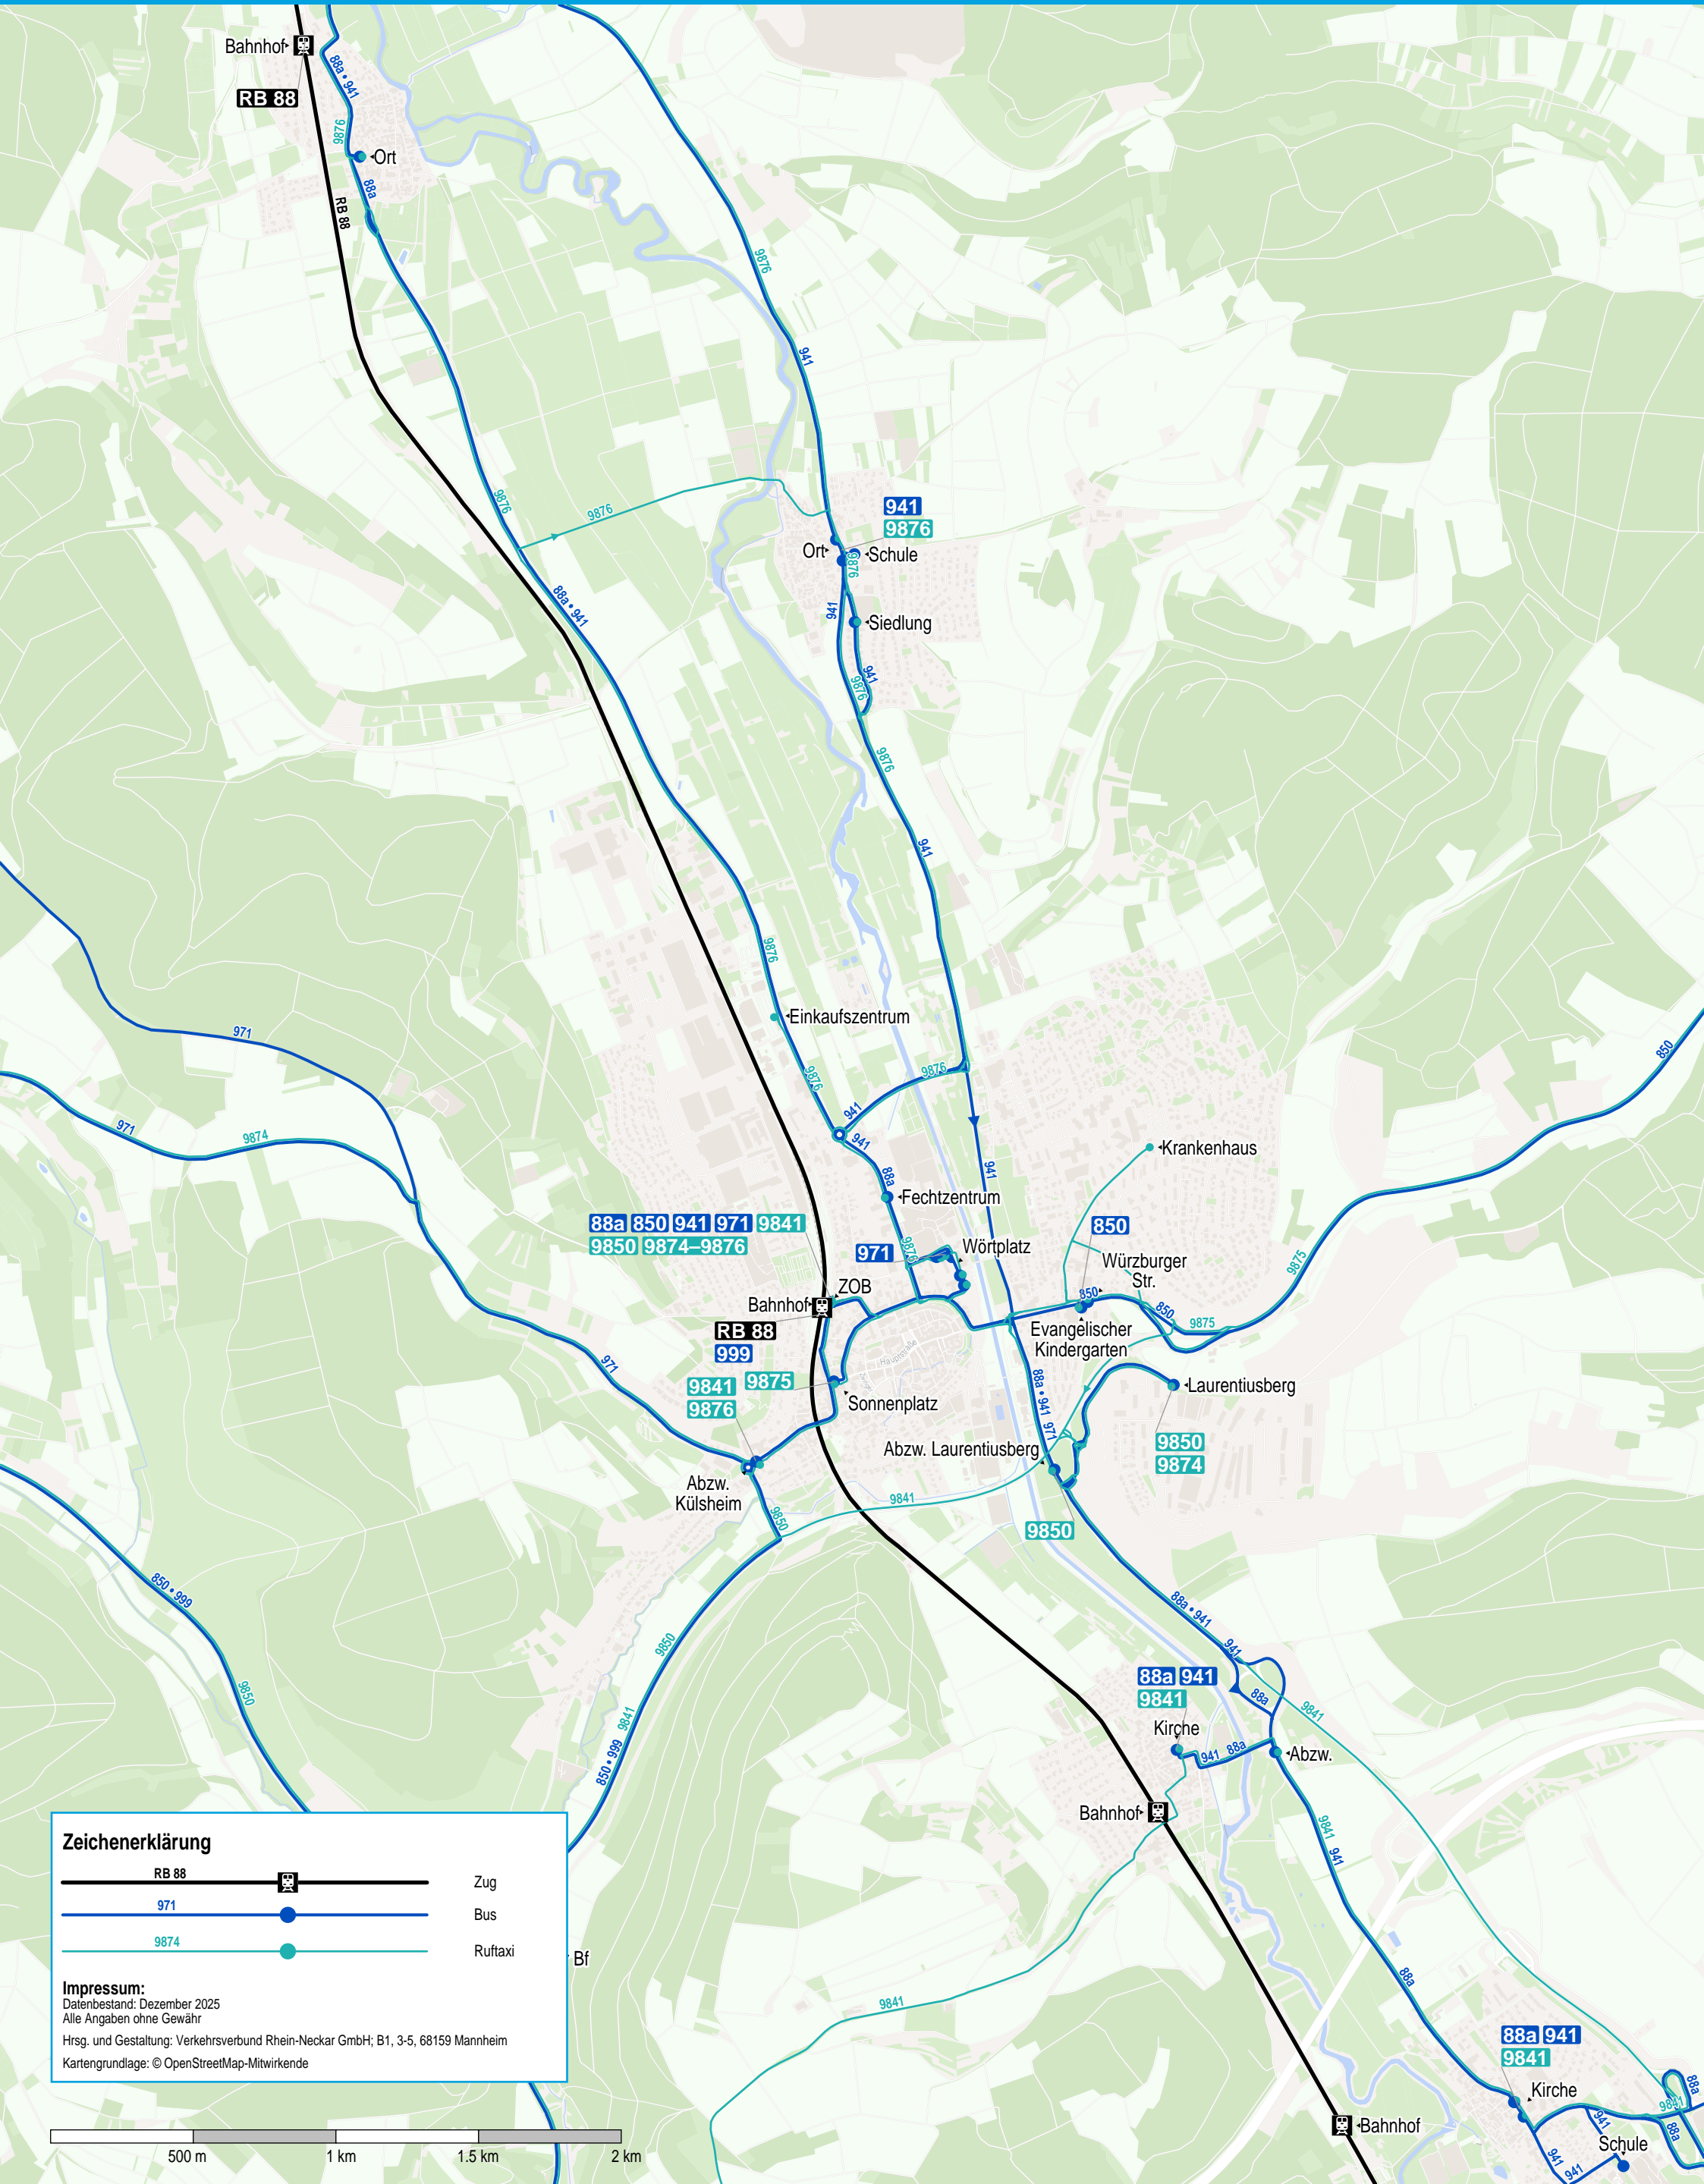 Bahnhof
RB 88
88a • 941
9876
Ort
88a
RB 88
9876
941
9876
9876
941
9876
Ort
Schule
9876
88a • 941
941
Siedlung
941
9876
9876
941
9876
Einkaufszentrum
971
850
9876
9876
941
941
971
9874
88a
941
Krankenhaus
Fechtzentrum
88a 850 941 971 9841
9850 9874–9876
850
971
9876
Wörtplatz
Würzburger
Str.
9875
ZOB
Bahnhof
850
850
9875
RB 88
999
Evangelischer
Kindergarten
Hauptstraße
971
9841
9876
9875
88a • 941
971
Laurentiusberg
Sonnenplatz
Abzw. Laurentiusberg
9850
9874
Abzw.
Külsheim
9841
9850
9850
850 • 999
88a • 941
941
9850
9850
88a 941
9841
88a
9841
9841
Kirche
941
88a
Abzw.
850 • 999
Bahnhof
9841
941
Zeichenerklärung
RB 88
Zug
971
Bus
9874
Ruftaxi
Bf
88a
9841
Impressum:
Datenbestand: Dezember 2025
Alle Angaben ohne Gewähr
Hrsg. und Gestaltung: Verkehrsverbund Rhein-Neckar GmbH; B1, 3-5, 68159 Mannheim
Kartengrundlage: © OpenStreetMap-Mitwirkende
88a 941
9841
Kirche
88a
9841
941
88a
Bahnhof
Schule
941
941
500 m
1 km
1.5 km
2 km